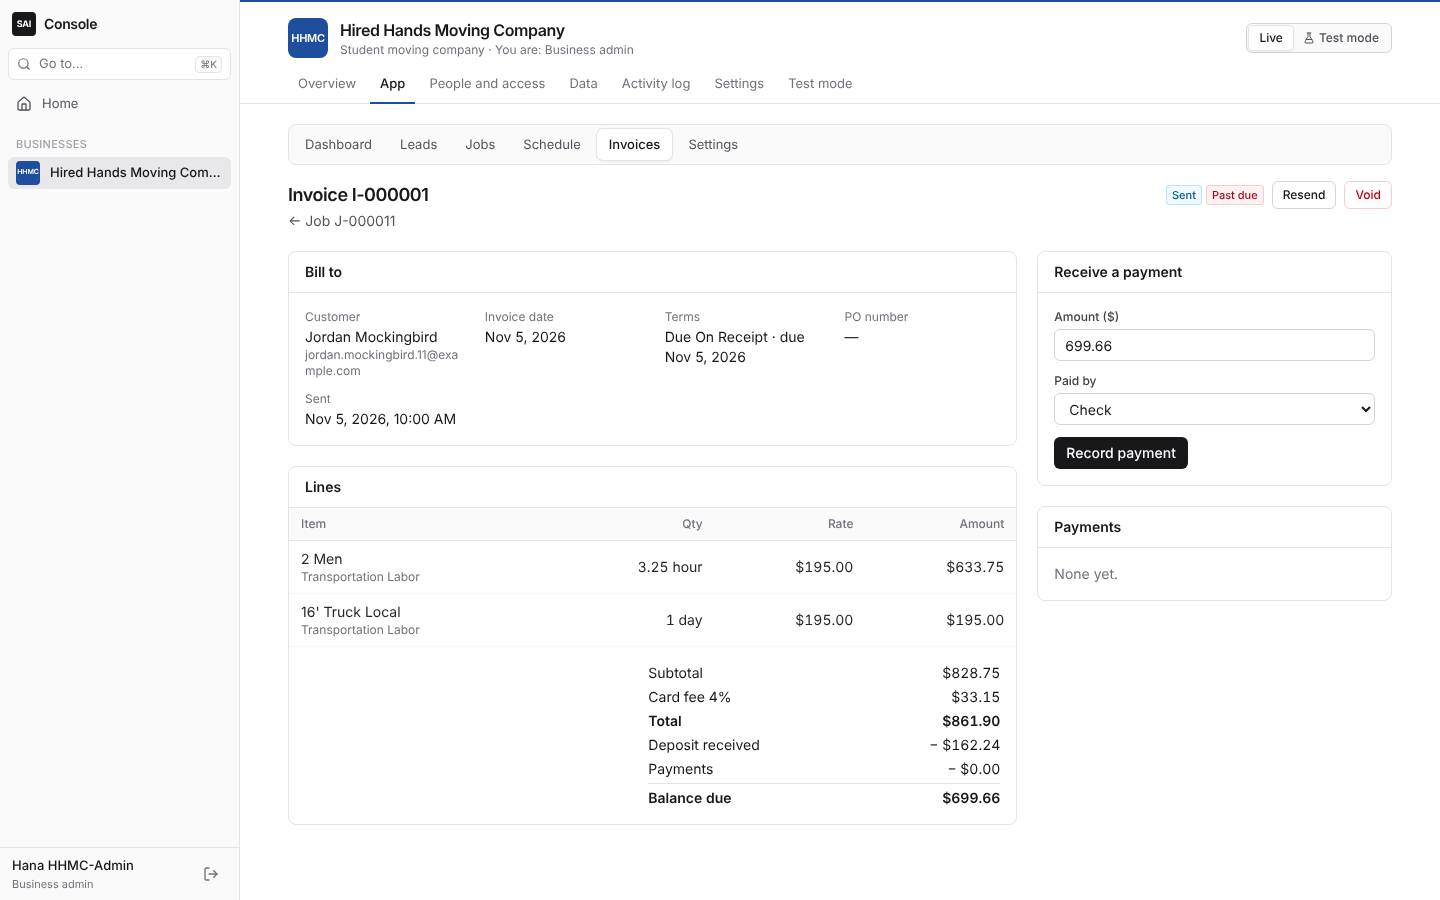 SAI Console
Go to... ⌘K
Home
BUSINESSES
HHMC Hired Hands Moving Com...
Hana HHMC-Admin
Business admin
HHMC
Hired Hands Moving Company
Student moving company · You are: Business admin
Live Test mode
Overview App People and access Data Activity log Settings Test mode
Dashboard Leads Jobs Schedule Invoices Settings
Invoice I-000001
Sent Past due Resend Void
← Job J-000011
Bill to
Customer Invoice date Terms PO number
Jordan Mockingbird Nov 5, 2026 Due On Receipt · due —
jordan.mockingbird.11@exa Nov 5, 2026
mple.com
Sent
Nov 5, 2026, 10:00 AM
Lines
Item Qty Rate Amount
2 Men 3.25 hour $195.00 $633.75
Transportation Labor
16' Truck Local 1 day $195.00 $195.00
Transportation Labor
Subtotal $828.75
Card fee 4% $33.15
Total $861.90
Deposit received − $162.24
Payments − $0.00
Balance due $699.66
Receive a payment
Amount ($)
699.66
Paid by
Check
Record payment
Payments
None yet.